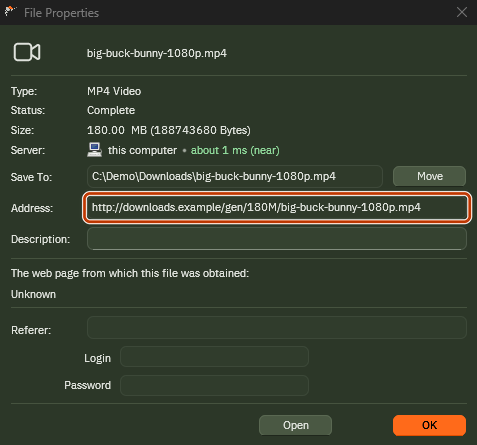 File Properties
big-buck-bunny-1080p.mp4
Type: MP4 Video
Status: Complete
Size: 180.00 MB (188743680 Bytes)
Server: this computer • about 1 ms (near)
Save To: C:\Demo\Downloads\big-buck-bunny-1080p.mp4 Move
Address: http://downloads.example/gen/180M/big-buck-bunny-1080p.mp4
Description:
The web page from which this file was obtained:
Unknown
Referer:
Login
Password
Open OK